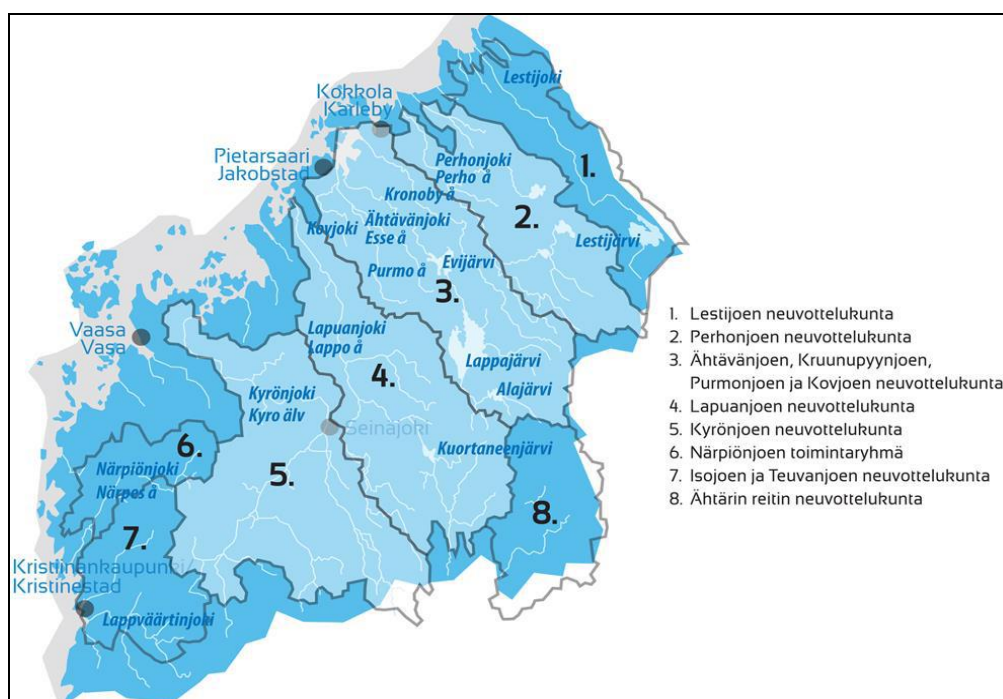 Lestijoki
Kokkola
Karleby
1.
Pietarsaari
Jakobstad
Perhonjoki
Perho å
Kronoby å
2.
Kovjoki
Ähtävänjoki
Esse å
Lestijärvi
Purmo å
Evijärvi
3.
Vaasa
Vasa
Lapuanjoki
Lappo å
Lappajärvi
4.
Alajärvi
Kyrönjoki
Kyro älv
Seinäjoki
Kuortaneenjärvi
6.
Närpiönjoki
Närpes å
5.
8.
7.
Kristiinankaupunki/
Kristinestad
Lappväärtinjoki
1. Lestijoen neuvottelukunta
2. Perhonjoen neuvottelukunta
3. Ähtävänjoen, Kruunupyynjoen,
Purmonjoen ja Kovjoen neuvottelukunta
4. Lapuanjoen neuvottelukunta
5. Kyrönjoen neuvottelukunta
6. Närpiönjoen toimintaryhmä
7. Isojoen ja Teuvanjoen neuvottelukunta
8. Ähtärin reitin neuvottelukunta